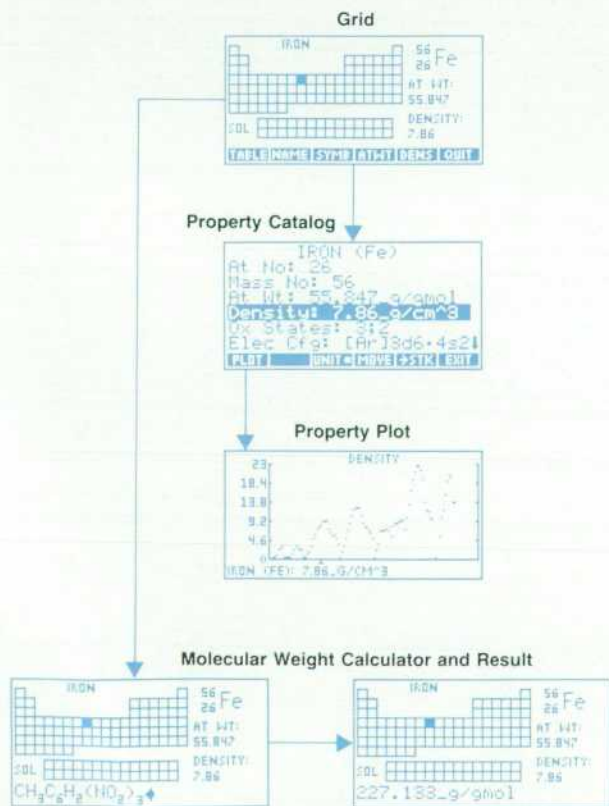 Grid
IRON
56
26 Fe
AT WT:
55.847
DENSITY:
7.86
SOL
TABLE NAME SYMB ATWT DENS QUIT
Property Catalog
IRON (Fe)
At No: 26
Mass No: 56
At Wt: 55.847_g/gmol
Density: 7.86_g/cm^3
Ox States: 3;2
Elec Cfg: [Ar]3d6·4s2↓
PLOT UNIT▪ MOVE →STK EXIT
Property Plot
DENSITY
23
18.4
13.8
9.2
4.6
0
IRON (FE): 7.86_G/CM^3
Molecular Weight Calculator and Result
IRON
56
26 Fe
AT WT:
55.847
DENSITY:
7.86
SOL
CH₃C₆H₂(NO₂)₃◆
IRON
56
26 Fe
AT WT:
55.847
DENSITY:
7.86
SOL
227.133_g/gmol